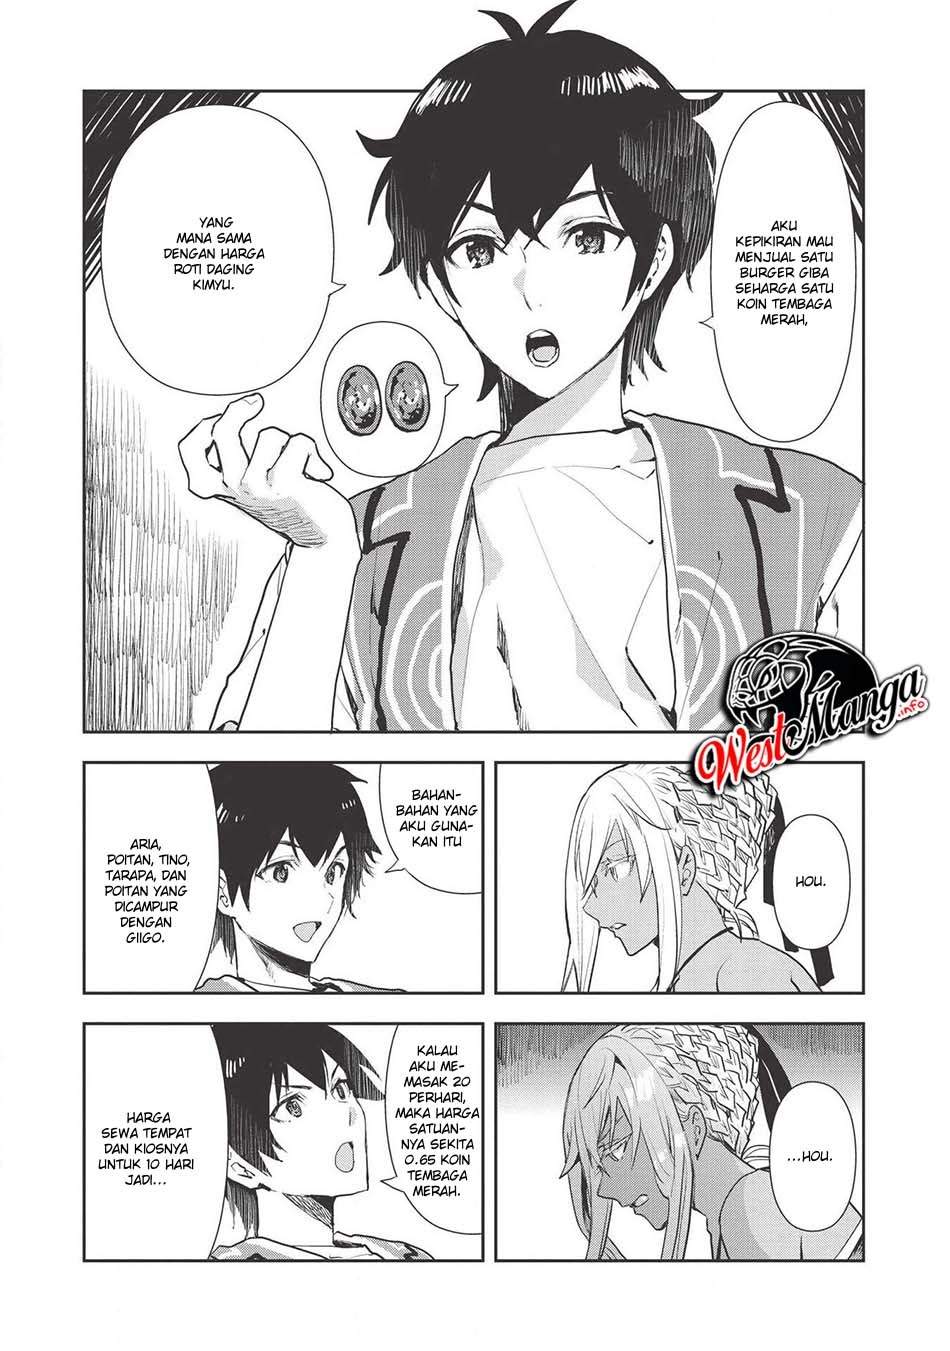 AKU
KEPIKIRAN MAU
MENJUAL SATU
BURGER GIBA
SEHARGA SATU
KOIN TEMBAGA
MERAH,
YANG
MANA SAMA
DENGAN HARGA
ROTI DAGING
KIMYU.
WestManga
.info
HOU.
BAHAN-
BAHAN YANG
AKU GUNA-
KAN ITU
ARIA,
POITAN, TINO,
TARAPA, DAN
POITAN YANG
DICAMPUR
DENGAN
GIIGO.
...HOU.
KALAU
AKU ME-
MASAK 20
PERHARI,
MAKA HARGA
SATUAN-
NYA SEKITA
0.65 KOIN
TEMBAGA
MERAH.
HARGA
SEWA TEMPAT
DAN KIOSNYA
UNTUK 10 HARI
JADI...